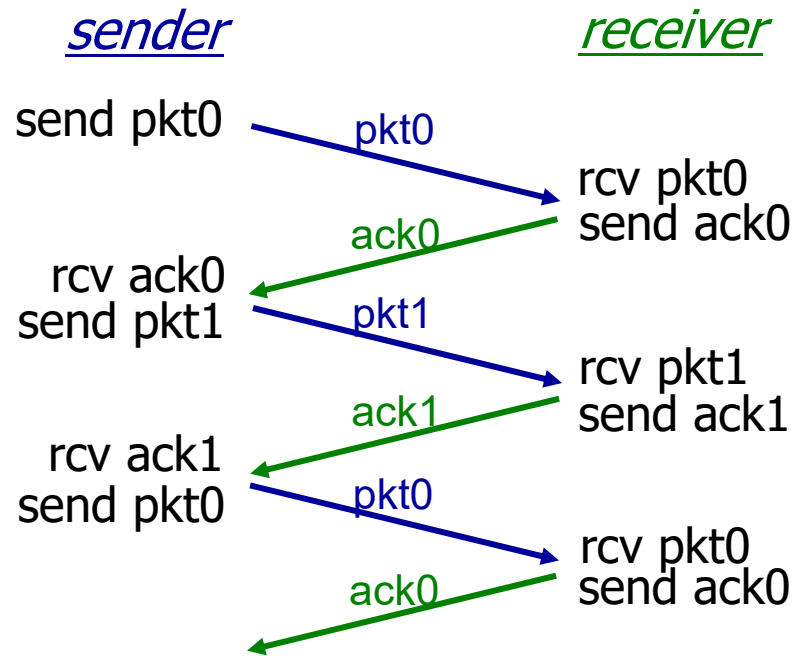 sender
receiver
send pkt0
pkt0
rcv pkt0
send ack0
ack0
rcv ack0
send pkt1
pkt1
rcv pkt1
send ack1
ack1
rcv ack1
send pkt0
pkt0
rcv pkt0
send ack0
ack0